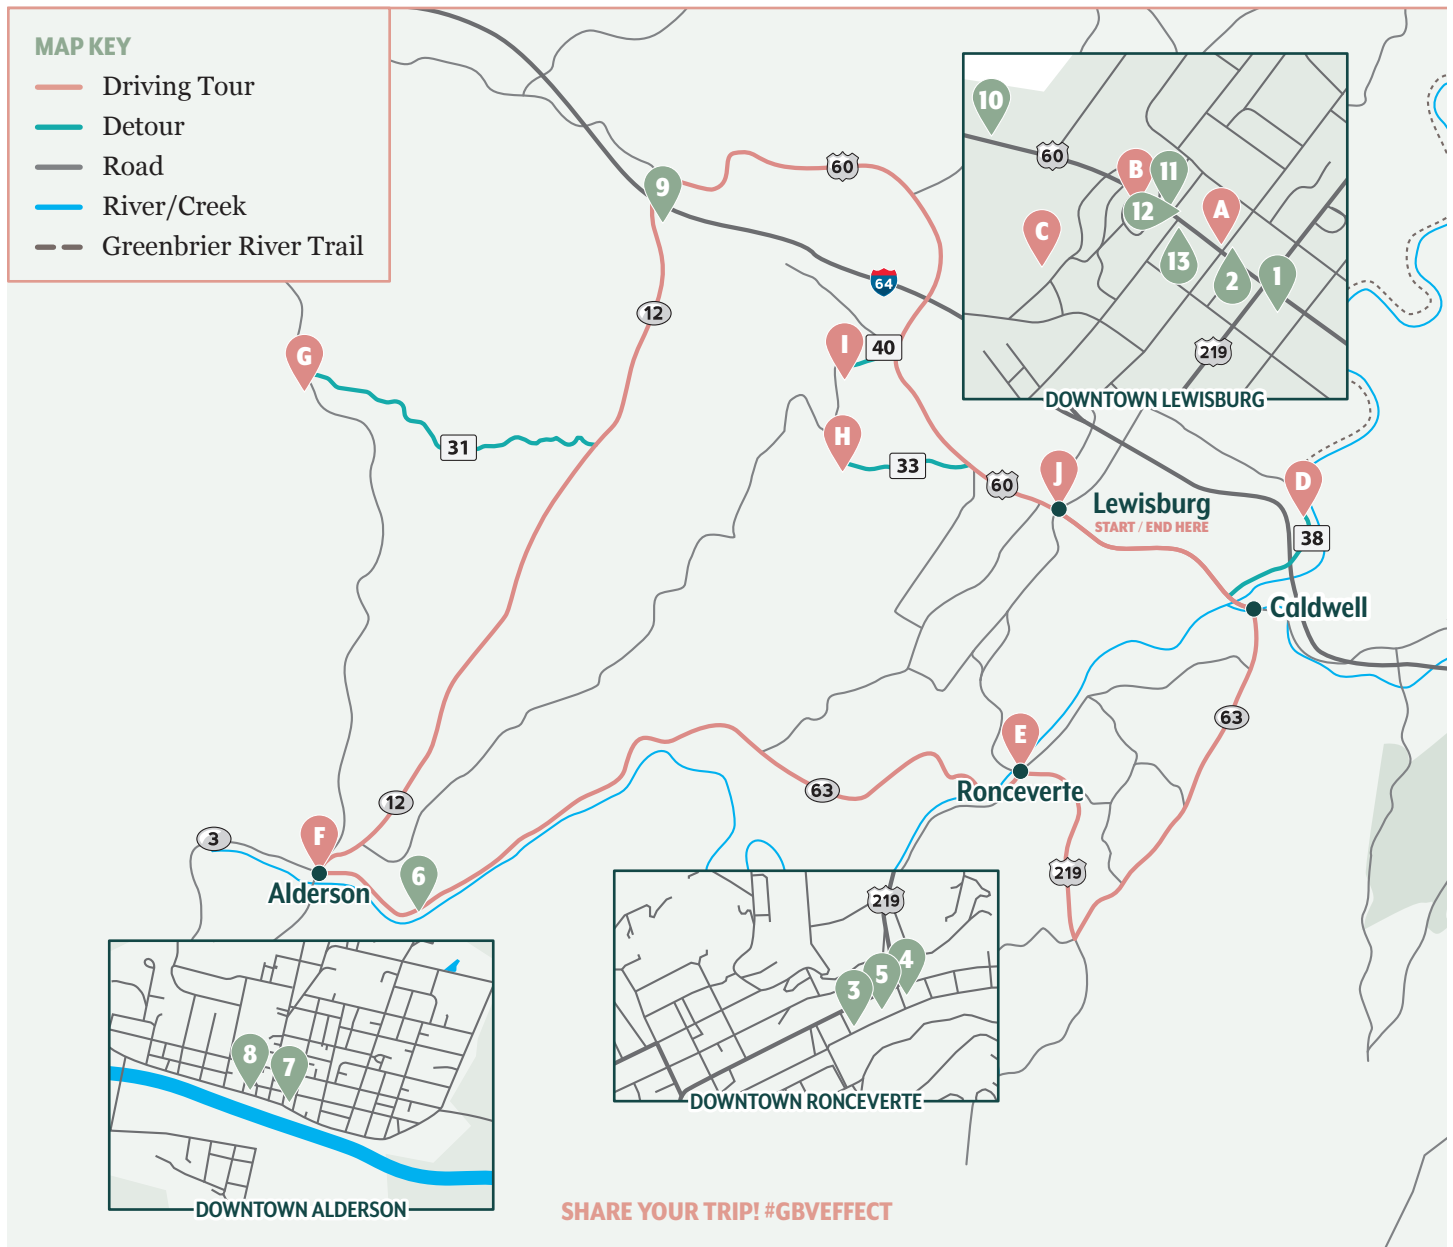 MAP KEY
Driving Tour
Detour
Road
River/Creek
Greenbrier River Trail
10
60
B
11
12
A
C
13
2
1
219
DOWNTOWN LEWISBURG
9
60
64
12
G
I
40
31
H
33
60
J
Lewisburg
START / END HERE
D
38
Caldwell
63
E
Ronceverte
63
12
3
F
Alderson
6
219
219
4
5
3
DOWNTOWN RONCEVERTE
8
7
DOWNTOWN ALDERSON
SHARE YOUR TRIP! #GBVEFFECT